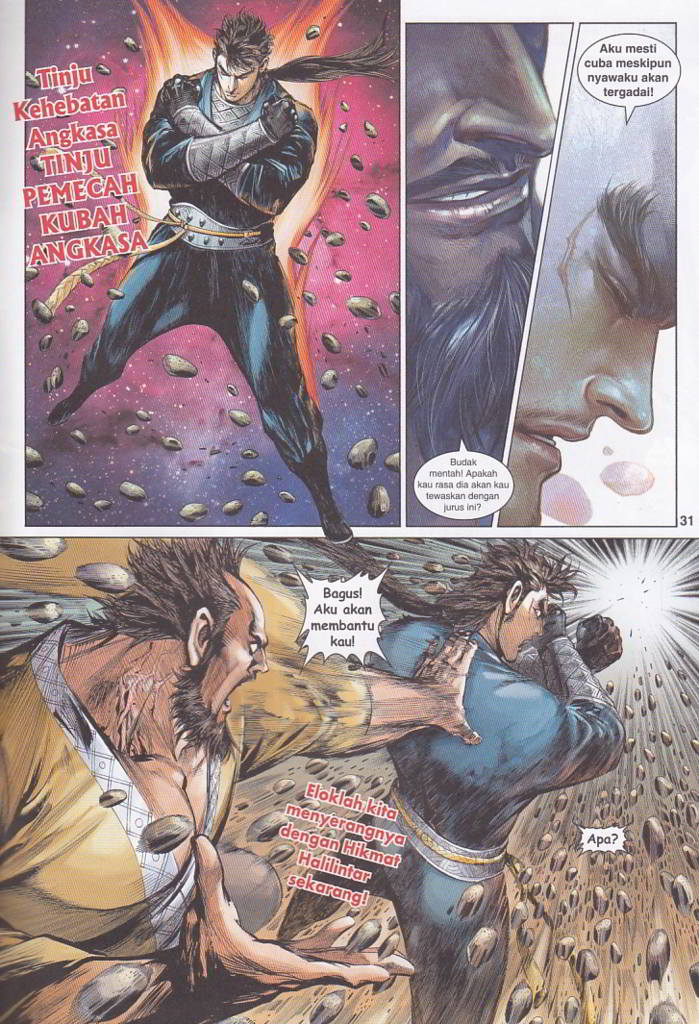 Tinju
Kehebatan
Angkasa
TINJU
PEMECAH
KUBAH
ANGKASA
Aku mesti
cuba meskipun
nyawaku akan
tergadai!
Budak
mentah! Apakah
kau rasa dia akan kau
tewaskan dengan
jurus ini?
31
Bagus!
Aku akan
membantu
kau!
Eloklah kita
menyerangnya
dengan Hikmat
Halilintar
sekarang!
Apa?